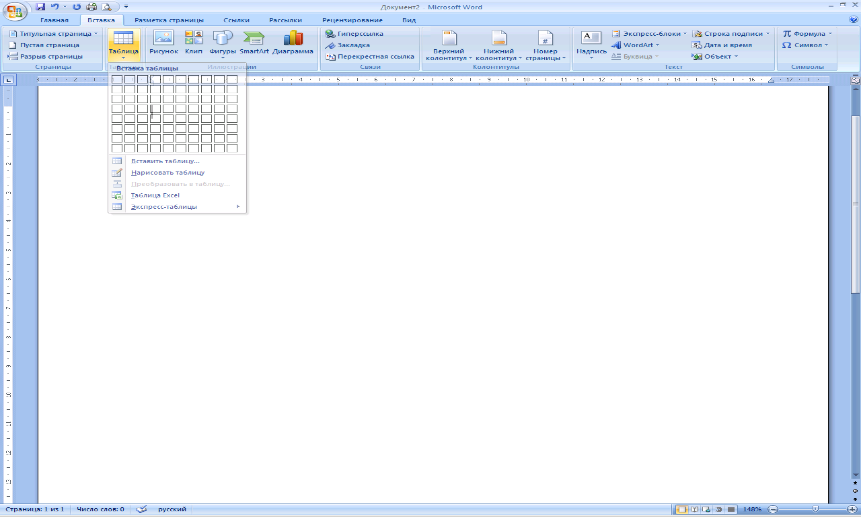 Документ2 - Microsoft Word
Главная Вставка Разметка страницы Ссылки Рассылки Рецензирование Вид
Титульная страница
Пустая страница
Разрыв страницы
Страницы
Таблица
Рисунок Клип Фигуры SmartArt Диаграмма
Иллюстрации
Гиперссылка
Закладка
Перекрестная ссылка
Связи
Верхний колонтитул
Нижний колонтитул
Номер страницы
Колонтитулы
Надпись
Экспресс-блоки
WordArt
Буквица
Строка подписи
Дата и время
Объект
Текст
π Формула
Ω Символ
Символы
Вставка таблицы
Вставить таблицу...
Нарисовать таблицу
Преобразовать в таблицу...
Таблица Excel
Экспресс-таблицы
Страница: 1 из 1 Число слов: 0 русский 148%